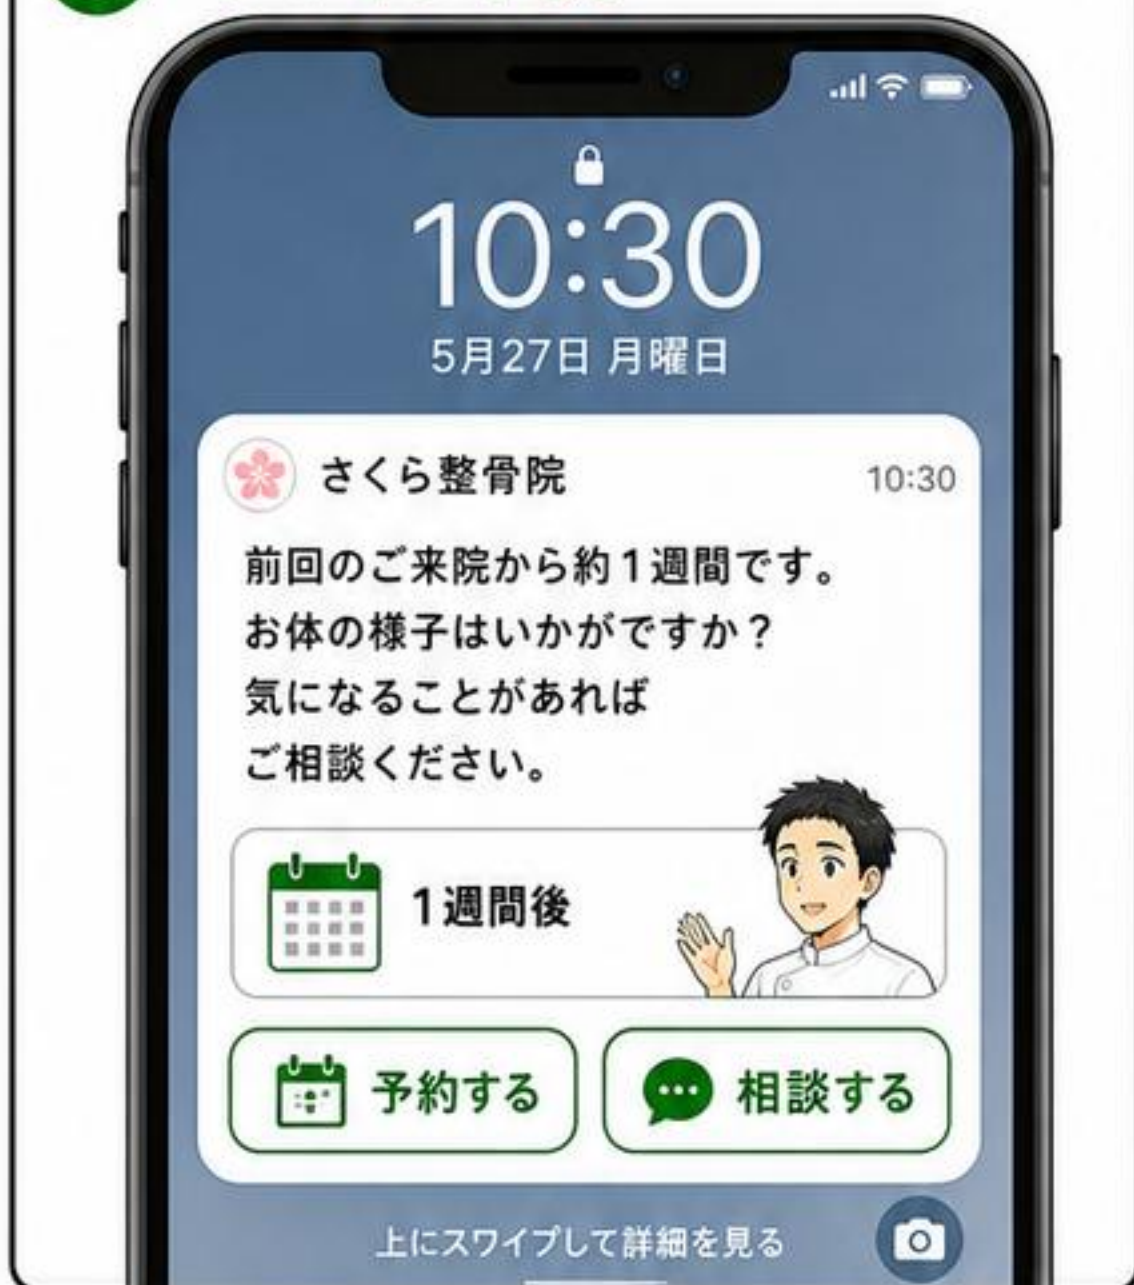 10:30
5月27日 月曜日
さくら整骨院 10:30
前回のご来院から約1週間です。
お体の様子はいかがですか？
気になることがあれば
ご相談ください。
1週間後
予約する 相談する
上にスワイプして詳細を見る